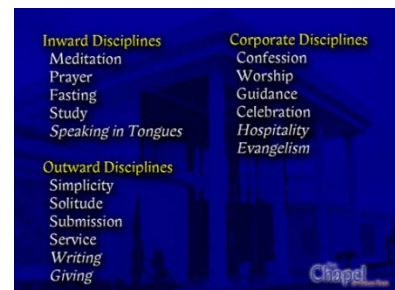 Inward Disciplines
Meditation
Prayer
Fasting
Study
Speaking in Tongues
Outward Disciplines
Simplicity
Solitude
Submission
Service
Writing
Giving
Corporate Disciplines
Confession
Worship
Guidance
Celebration
Hospitality
Evangelism
The
Chapel